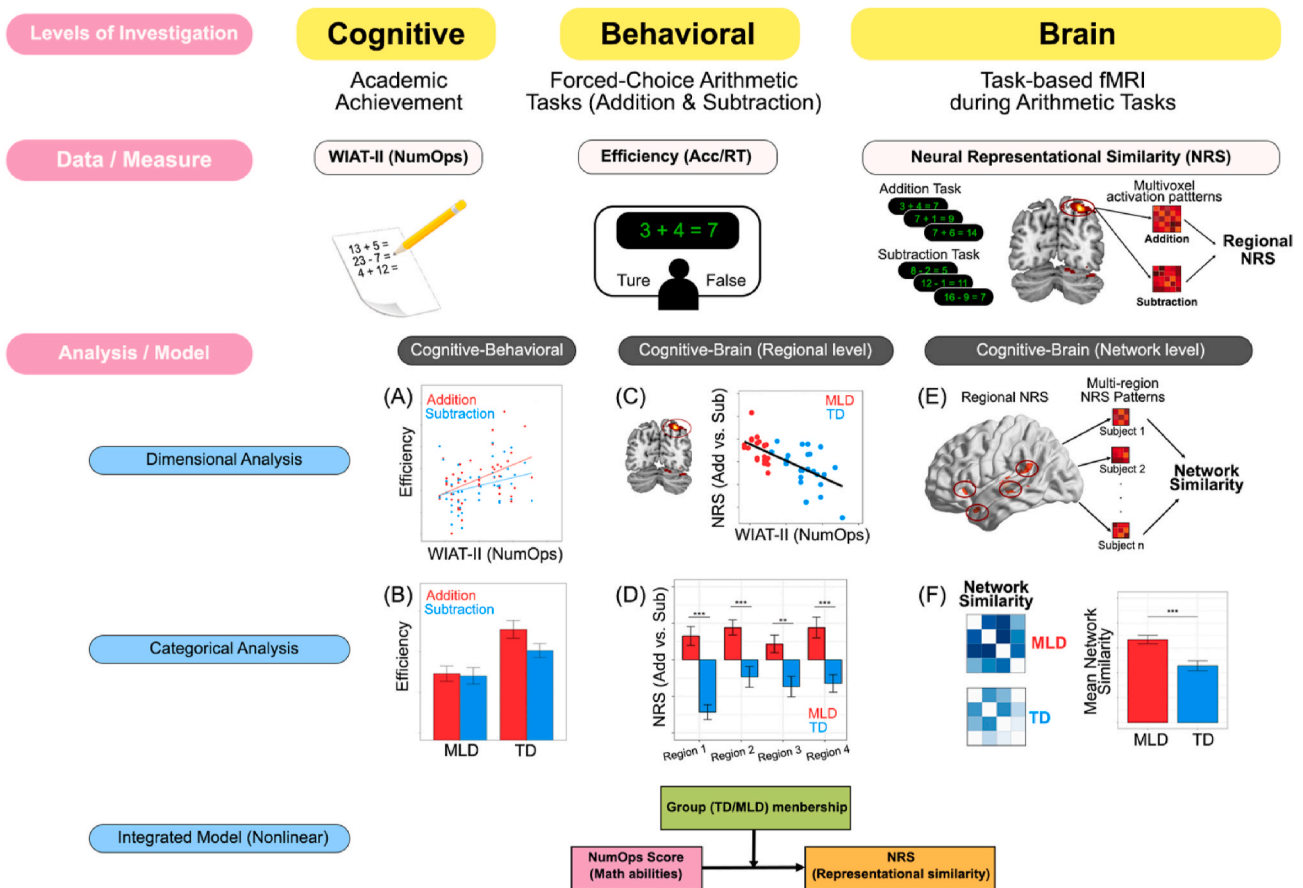 Levels of Investigation
Cognitive
Behavioral
Brain
Academic
Achievement
Forced-Choice Arithmetic
Tasks (Addition & Subtraction)
Task-based fMRI
during Arithmetic Tasks
Data / Measure
WIAT-II (NumOps)
Efficiency (Acc/RT)
Neural Representational Similarity (NRS)
13 + 5 =
23 - 7 =
4 + 12 =
3 + 4 = 7
Ture
False
Addition Task
3 + 4 = 7
7 + 1 = 9
7 + 6 = 14
Subtraction Task
8 - 2 = 5
12 - 1 = 11
16 - 9 = 7
Multivoxel
activation pattterns
Addition
Subtraction
Regional
NRS
Analysis / Model
Cognitive-Behavioral
Cognitive-Brain (Regional level)
Cognitive-Brain (Network level)
Dimensional Analysis
(A)
Addition
Subtraction
Efficiency
WIAT-II (NumOps)
(C)
MLD
TD
NRS (Add vs. Sub)
WIAT-II (NumOps)
(E)
Regional NRS
Multi-region
NRS Patterns
Subject 1
Subject 2
Subject n
Network
Similarity
Categorical Analysis
(B)
Addition
Subtraction
Efficiency
MLD
TD
(D)
NRS (Add vs. Sub)
***
***
**
***
MLD
TD
Region 1
Region 2
Region 3
Region 4
(F)
Network
Similarity
MLD
TD
Mean Network
Similarity
***
MLD
TD
Integrated Model (Nonlinear)
Group (TD/MLD) menbership
NumOps Score
(Math abilities)
NRS
(Representational similarity)